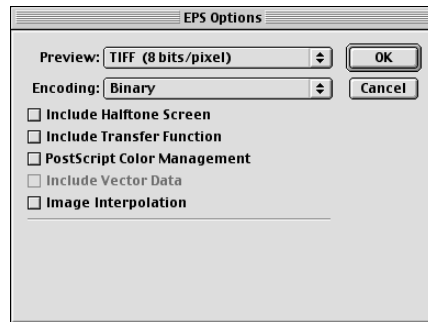 EPS Options
Preview: TIFF (8 bits/pixel) OK
Encoding: Binary Cancel
Include Halftone Screen
Include Transfer Function
PostScript Color Management
Include Vector Data
Image Interpolation